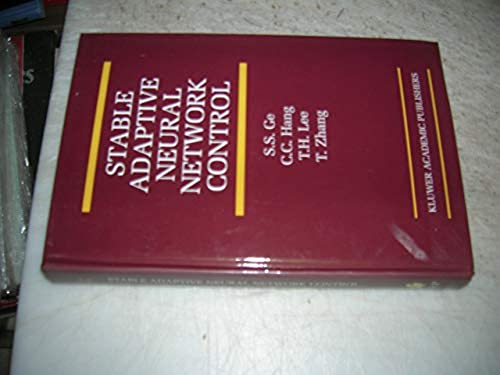 STABLE
ADAPTIVE
NEURAL
NETWORK
CONTROL
S.S. Ge
C.C. Hang
T.H. Lee
T. Zhang
KLUWER ACADEMIC PUBLISHERS
STABLE ADAPTIVE NEURAL NETWORK CONTROL